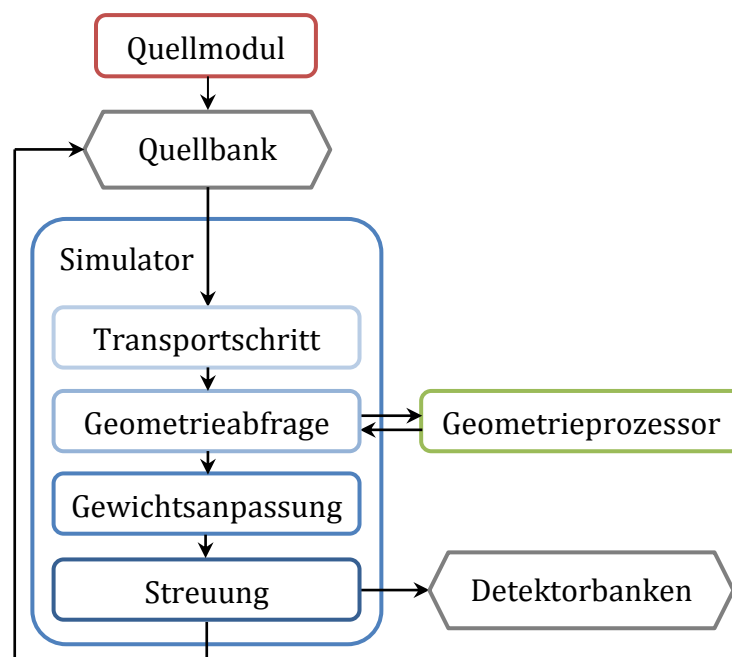 Quellmodul
Quellbank
Simulator
Transportschritt
Geometrieabfrage
Geometrieprozessor
Gewichtsanpassung
Streuung
Detektorbanken